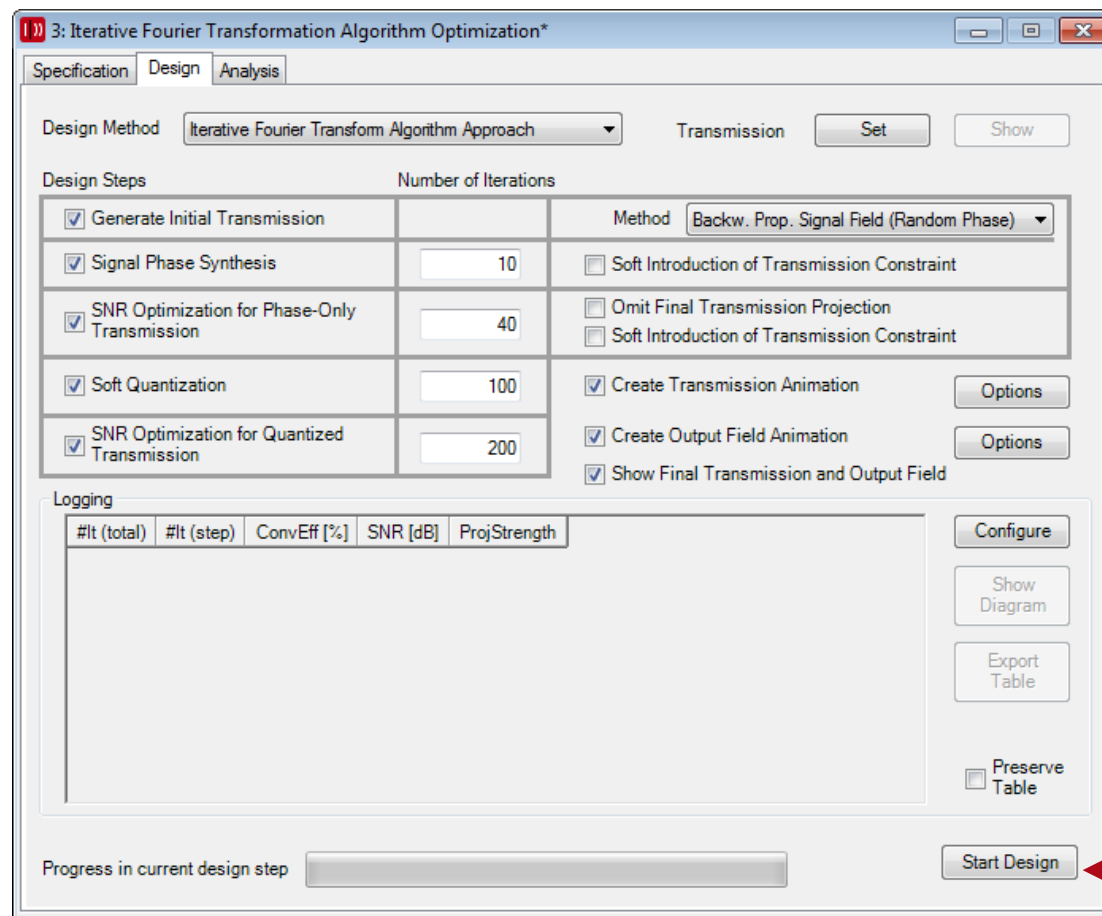 3: Iterative Fourier Transformation Algorithm Optimization*
Specification Design Analysis
Design Method Iterative Fourier Transform Algorithm Approach Transmission Set Show
Design Steps Number of Iterations
Generate Initial Transmission Method Backw. Prop. Signal Field (Random Phase)
Signal Phase Synthesis 10 Soft Introduction of Transmission Constraint
SNR Optimization for Phase-Only
Transmission
40
Omit Final Transmission Projection
Soft Introduction of Transmission Constraint
Soft Quantization 100 Create Transmission Animation Options
SNR Optimization for Quantized
Transmission
200
Create Output Field Animation Options
Show Final Transmission and Output Field
Logging
#It (total) #It (step) ConvEff [%] SNR [dB] ProjStrength
Configure
Show
Diagram
Export
Table
Preserve
Table
Progress in current design step Start Design